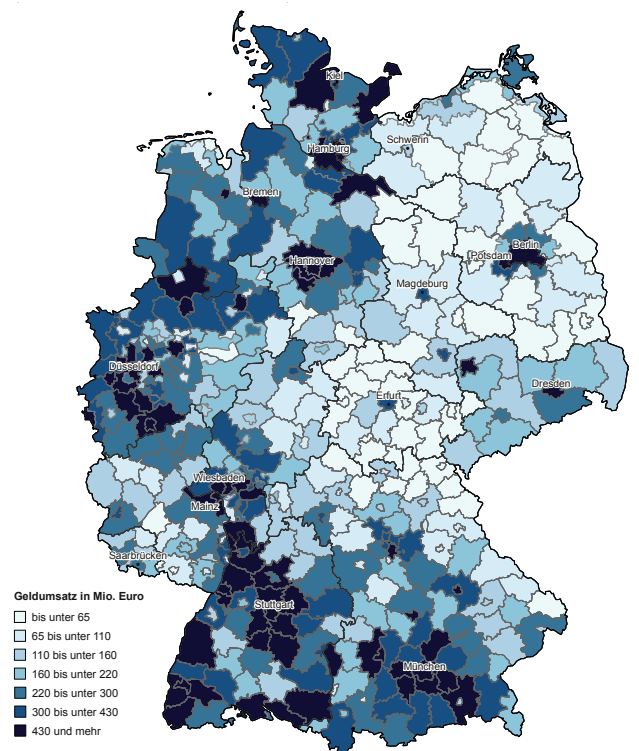 Kiel
Schwerin
Hamburg
Bremen
Berlin
Potsdam
Hannover
Magdeburg
Düsseldorf
Dresden
Erfurt
Wiesbaden
Mainz
Saarbrücken
Stuttgart
München
Geldumsatz in Mio. Euro
bis unter 65
65 bis unter 110
110 bis unter 160
160 bis unter 220
220 bis unter 300
300 bis unter 430
430 und mehr